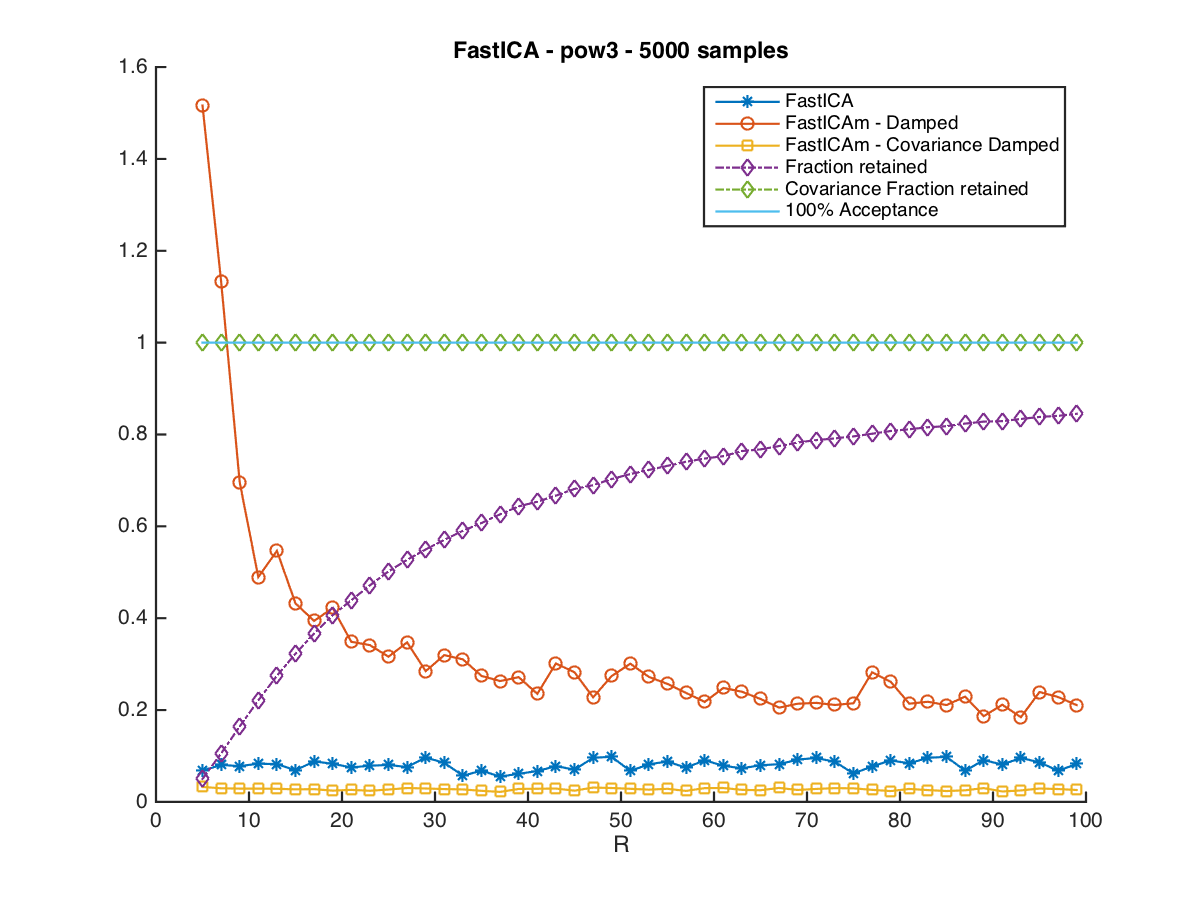 FastICA - pow3 - 5000 samples
1.6
1.4
1.2
1
0.8
0.6
0.4
0.2
0
FastICA
FastICAm - Damped
FastICAm - Covariance Damped
Fraction retained
Covariance Fraction retained
100% Acceptance
0 10 20 30 40 50 60 70 80 90 100
R